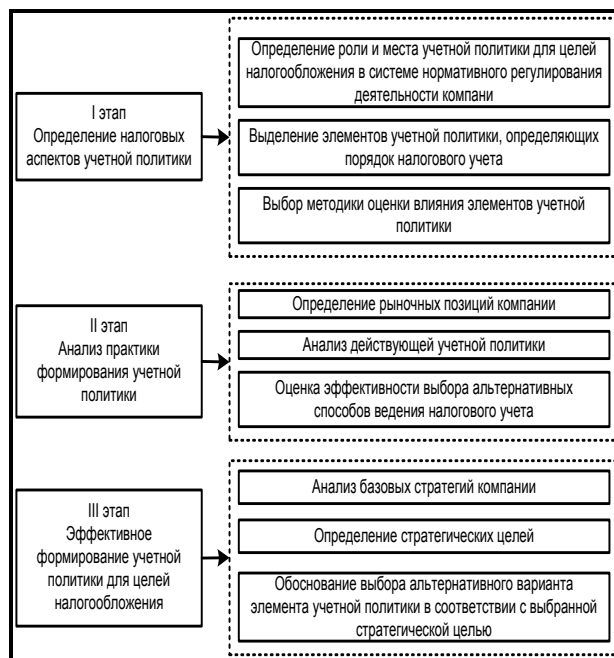 I этап
Определение налоговых
аспектов учетной политики
Определение роли и места учетной политики для целей
налогообложения в системе нормативного регулирования
деятельности компани
Выделение элементов учетной политики, определяющих
порядок налогового учета
Выбор методики оценки влияния элементов учетной
политики
II этап
Анализ практики
формирования учетной
политики
Определение рыночных позиций компании
Анализ действующей учетной политики
Оценка эффективности выбора альтернативных
способов ведения налогового учета
III этап
Эффективное
формирование учетной
политики для целей
налогообложения
Анализ базовых стратегий компании
Определение стратегических целей
Обоснование выбора альтернативного варианта
элемента учетной политики в соответствии с выбранной
стратегической целью